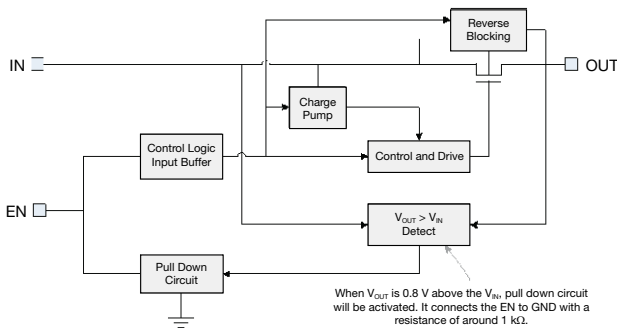 Reverse
Blocking
IN
OUT
Charge
Pump
Control Logic
Input Buffer
Control and Drive
EN
VOUT > VIN
Detect
Pull Down
Circuit
When VOUT is 0.8 V above the VIN, pull down circuit
will be activated. It connects the EN to GND with a
resistance of around 1 kΩ.